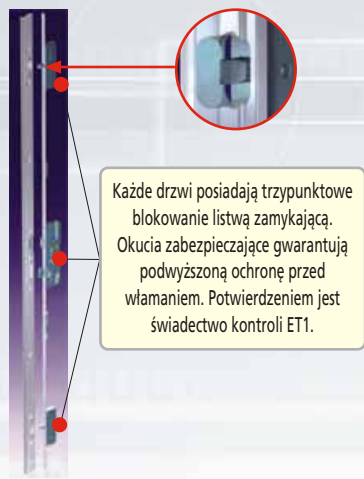 Każde drzwi posiadają trzypunktowe
blokowanie listwą zamykającą.
Okucia zabezpieczające gwarantują
podwyższoną ochronę przed
włamaniem. Potwierdzeniem jest
świadectwo kontroli ET1.